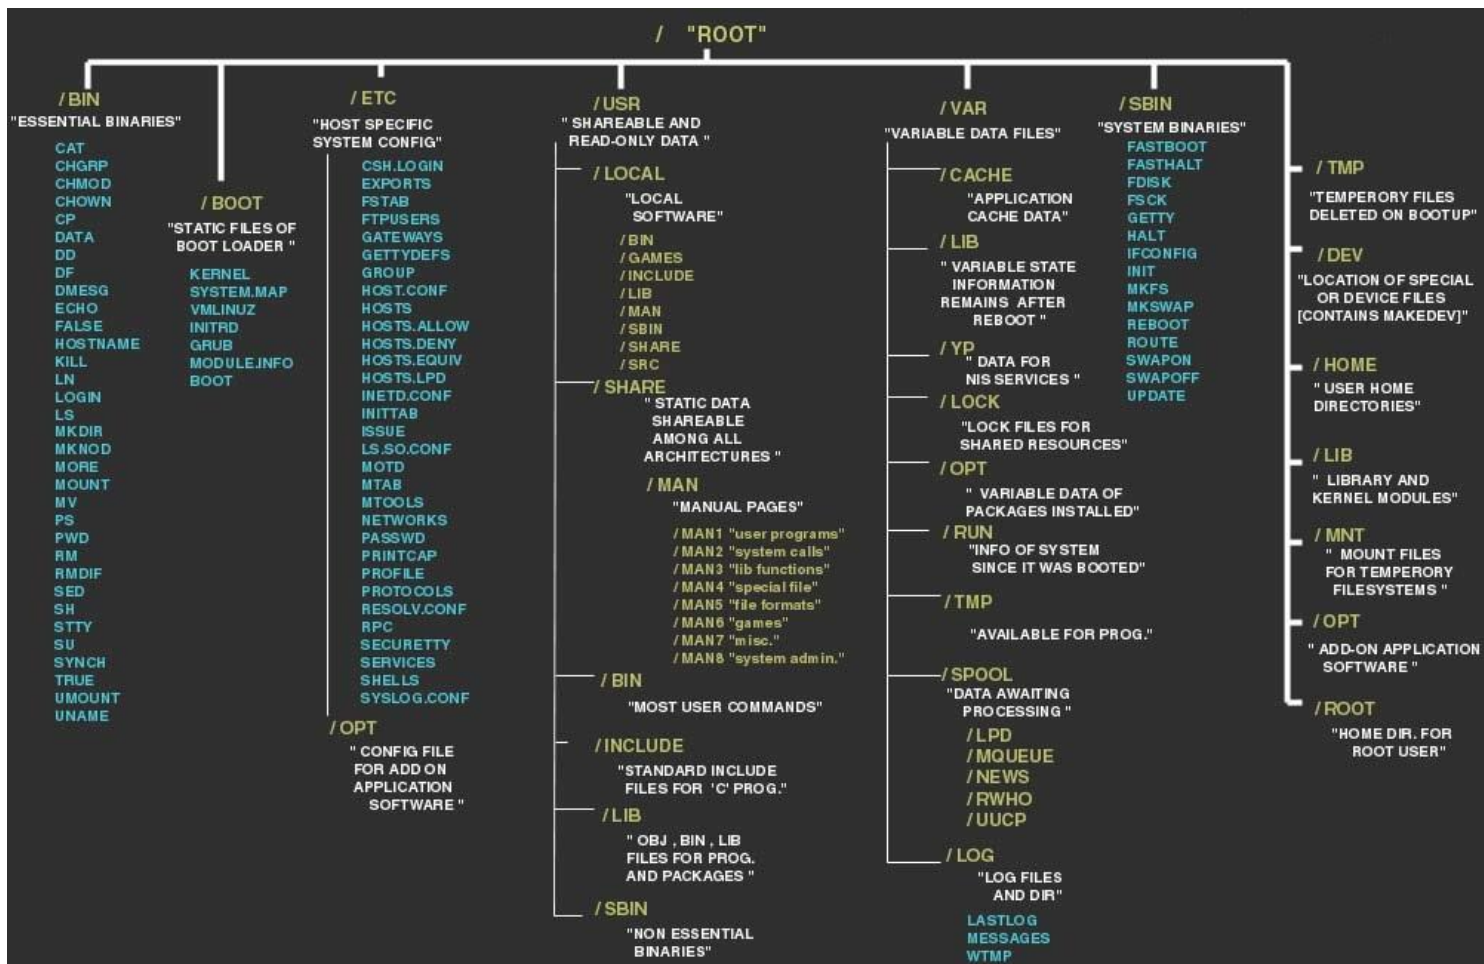 / "ROOT"
/BIN
"ESSENTIAL BINARIES"
CAT
CHGRP
CHMOD
CHOWN
CP
DATA
DD
DF
DMESG
ECHO
FALSE
HOSTNAME
KILL
LN
LOGIN
LS
MKDIR
MKNOD
MORE
MOUNT
MV
PS
PWD
RM
RMDIF
SED
SH
STTY
SU
SYNCH
TRUE
UMOUNT
UNAME
/BOOT
"STATIC FILES OF
BOOT LOADER "
KERNEL
SYSTEM.MAP
VMLINUZ
INITRD
GRUB
MODULE.INFO
BOOT
/ETC
"HOST SPECIFIC
SYSTEM CONFIG"
CSH.LOGIN
EXPORTS
FSTAB
FTPUSERS
GATEWAYS
GETTYDEFS
GROUP
HOST.CONF
HOSTS
HOSTS.ALLOW
HOSTS.DENY
HOSTS.EQUIV
HOSTS.LPD
INETD.CONF
INITTAB
ISSUE
LS.SO.CONF
MOTD
MTAB
MTOOLS
NETWORKS
PASSWD
PRINTCAP
PROFILE
PROTOCOLS
RESOLV.CONF
RPC
SECURETTY
SERVICES
SHELLS
SYSLOG.CONF
/OPT
" CONFIG FILE
FOR ADD ON
APPLICATION
SOFTWARE "
/USR
" SHAREABLE AND
READ-ONLY DATA "
/LOCAL
"LOCAL
SOFTWARE"
/BIN
/GAMES
/INCLUDE
/LIB
/MAN
/SBIN
/SHARE
/SRC
/SHARE
" STATIC DATA
SHAREABLE
AMONG ALL
ARCHITECTURES "
/MAN
"MANUAL PAGES"
/MAN1 "user programs"
/MAN2 "system calls"
/MAN3 "lib functions"
/MAN4 "special file"
/MAN5 "file formats"
/MAN6 "games"
/MAN7 "misc."
/MAN8 "system admin."
/BIN
"MOST USER COMMANDS"
/INCLUDE
"STANDARD INCLUDE
FILES FOR 'C' PROG."
/LIB
" OBJ , BIN , LIB
FILES FOR PROG.
AND PACKAGES "
/SBIN
"NON ESSENTIAL
BINARIES"
/VAR
"VARIABLE DATA FILES"
/CACHE
"APPLICATION
CACHE DATA"
/LIB
" VARIABLE STATE
INFORMATION
REMAINS AFTER
REBOOT "
/YP
" DATA FOR
NIS SERVICES "
/LOCK
"LOCK FILES FOR
SHARED RESOURCES"
/OPT
" VARIABLE DATA OF
PACKAGES INSTALLED"
/RUN
"INFO OF SYSTEM
SINCE IT WAS BOOTED"
/TMP
"AVAILABLE FOR PROG."
/SPOOL
"DATA AWAITING
PROCESSING "
/LPD
/MQUEUE
/NEWS
/RWHO
/UUCP
/LOG
"LOG FILES
AND DIR"
LASTLOG
MESSAGES
WTMP
/SBIN
"SYSTEM BINARIES"
FASTBOOT
FASTHALT
FDISK
FSCK
GETTY
HALT
IFCONFIG
INIT
MKFS
MKSWAP
REBOOT
ROUTE
SWAPON
SWAPOFF
UPDATE
/TMP
"TEMPERORY FILES
DELETED ON BOOTUP"
/DEV
"LOCATION OF SPECIAL
OR DEVICE FILES
[CONTAINS MAKEDEV]"
/HOME
" USER HOME
DIRECTORIES"
/LIB
" LIBRARY AND
KERNEL MODULES"
/MNT
" MOUNT FILES
FOR TEMPERORY
FILESYSTEMS "
/OPT
" ADD-ON APPLICATION
SOFTWARE "
/ROOT
"HOME DIR. FOR
ROOT USER"